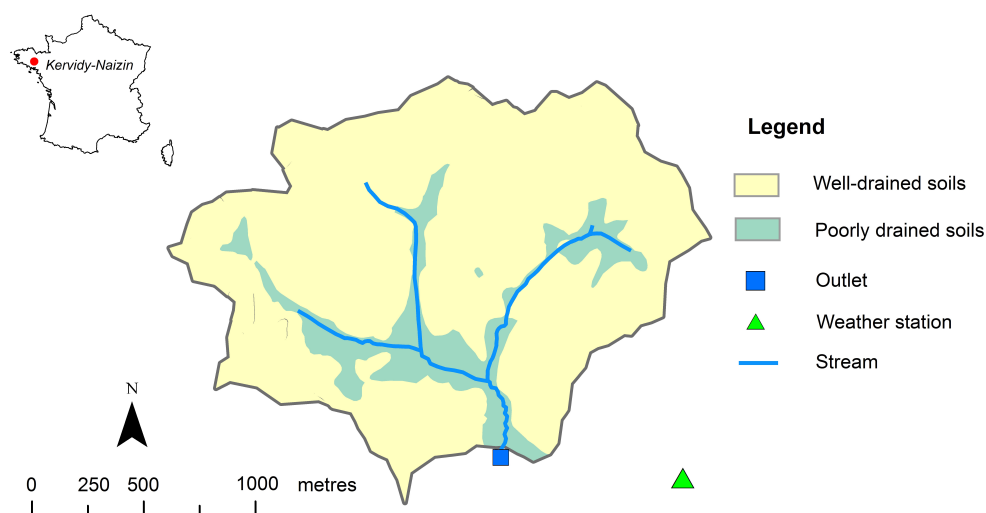 Kervidy-Naizin
Legend
Well-drained soils
Poorly drained soils
Outlet
Weather station
Stream
N
0 250 500 1000 metres